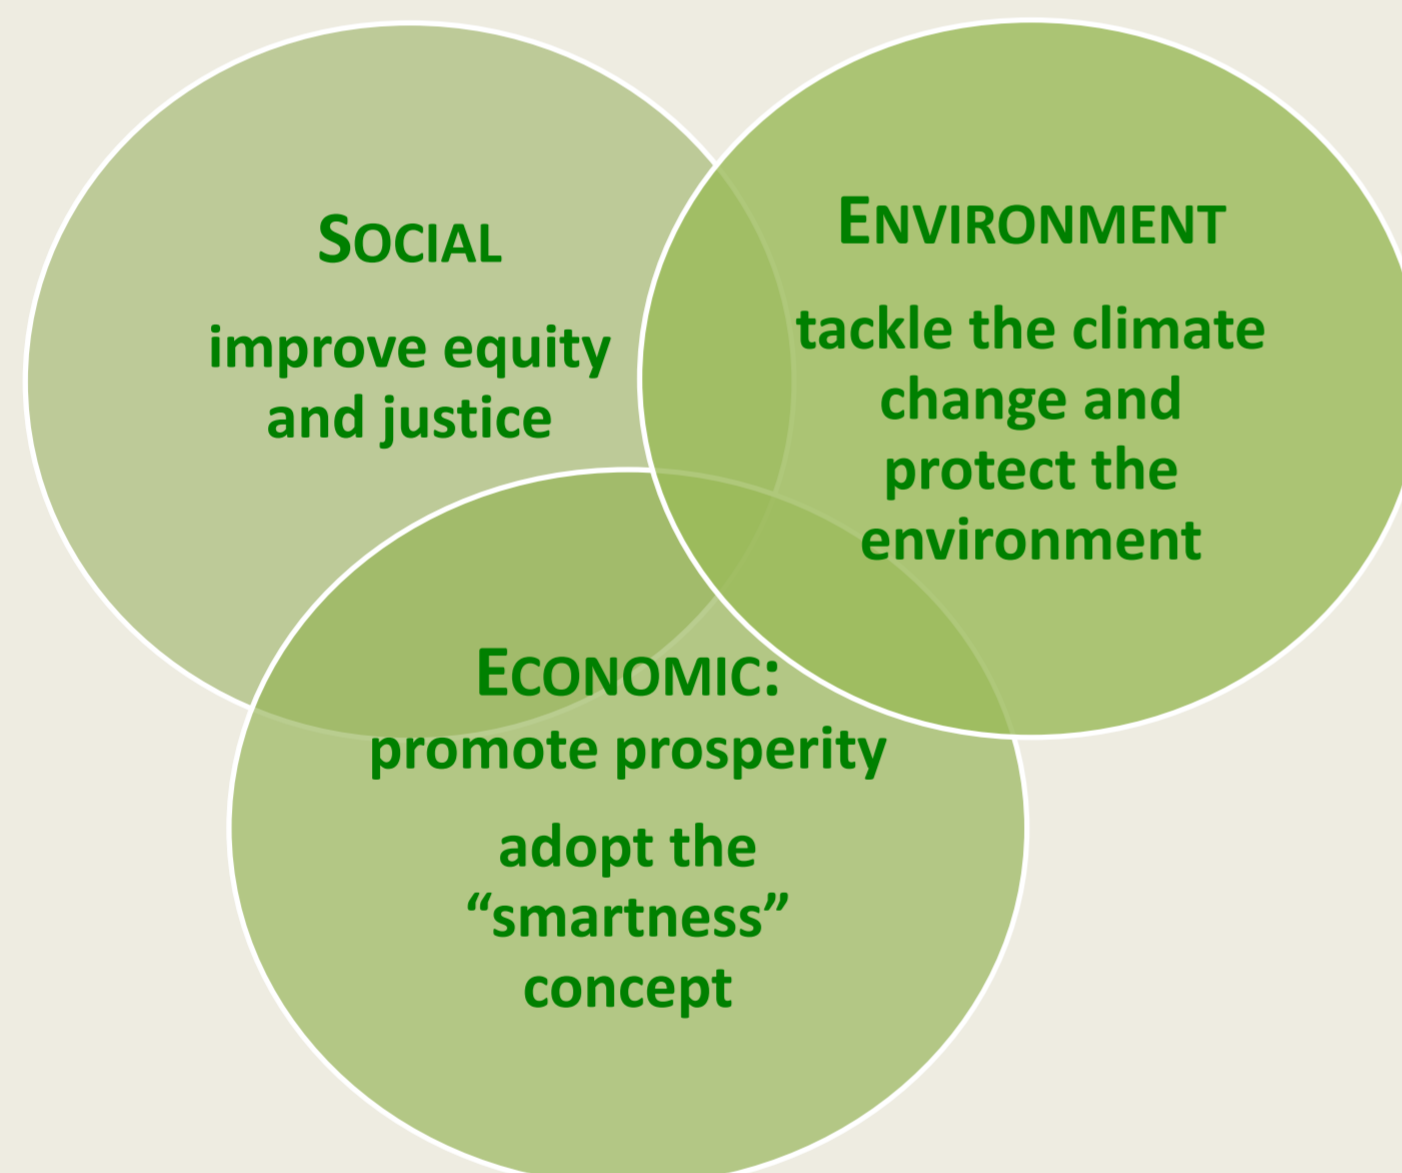 SOCIAL
improve equity
and justice
ENVIRONMENT
tackle the climate
change and
protect the
environment
ECONOMIC:
promote prosperity
adopt the
“smartness”
concept